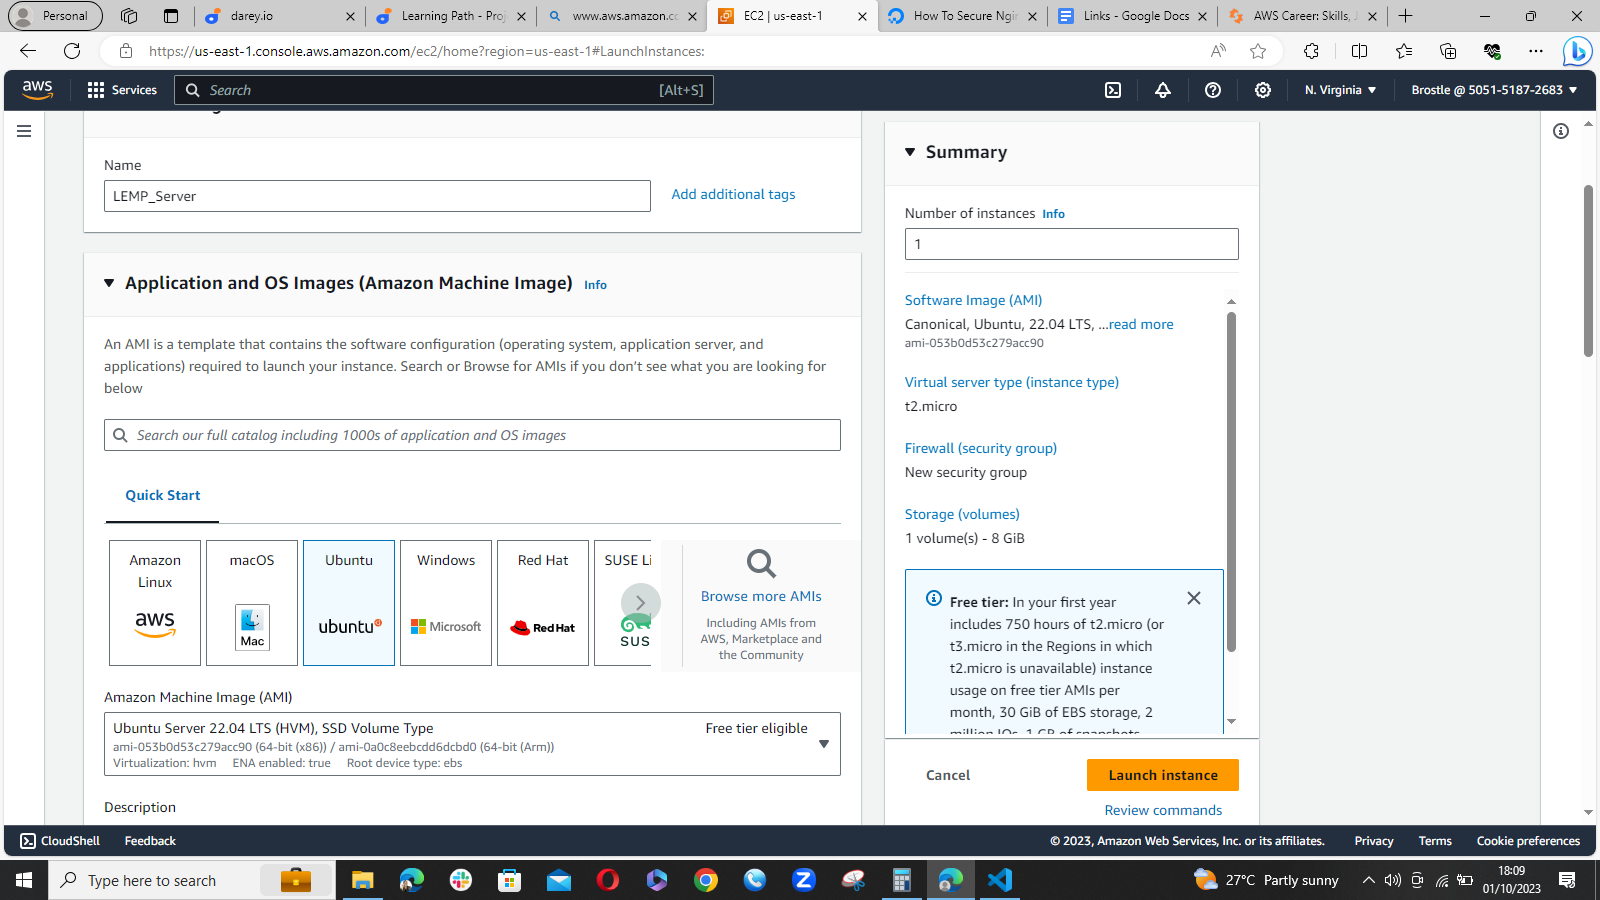 Personal
darey.io
Learning Path - Proj
www.aws.amazon.co
EC2 | us-east-1
How To Secure Ngin
Links - Google Docs
AWS Career: Skills, J
https://us-east-1.console.aws.amazon.com/ec2/home?region=us-east-1#LaunchInstances:
aws
Services
Search
[Alt+S]
N. Virginia
Brostle @ 5051-5187-2683
Name
LEMP_Server
Add additional tags
Application and OS Images (Amazon Machine Image) Info
An AMI is a template that contains the software configuration (operating system, application server, and
applications) required to launch your instance. Search or Browse for AMIs if you don't see what you are looking for
below
Search our full catalog including 1000s of application and OS images
Quick Start
Amazon
Linux
aws
macOS
Mac
Ubuntu
ubuntu
Windows
Microsoft
Red Hat
Red Hat
SUSE Li
SUS
Browse more AMIs
Including AMIs from
AWS, Marketplace and
the Community
Amazon Machine Image (AMI)
Ubuntu Server 22.04 LTS (HVM), SSD Volume Type
Free tier eligible
ami-053b0d53c279acc90 (64-bit (x86)) / ami-0a0c8eebcdd6dcbd0 (64-bit (Arm))
Virtualization: hvm ENA enabled: true Root device type: ebs
Description
Summary
Number of instances Info
1
Software Image (AMI)
Canonical, Ubuntu, 22.04 LTS, ...read more
ami-053b0d53c279acc90
Virtual server type (instance type)
t2.micro
Firewall (security group)
New security group
Storage (volumes)
1 volume(s) - 8 GiB
Free tier: In your first year
includes 750 hours of t2.micro (or
t3.micro in the Regions in which
t2.micro is unavailable) instance
usage on free tier AMIs per
month, 30 GiB of EBS storage, 2
million IOs, 1 GB of snapshots
Cancel
Launch instance
Review commands
CloudShell
Feedback
© 2023, Amazon Web Services, Inc. or its affiliates.
Privacy
Terms
Cookie preferences
Type here to search
27°C Partly sunny
18:09
01/10/2023